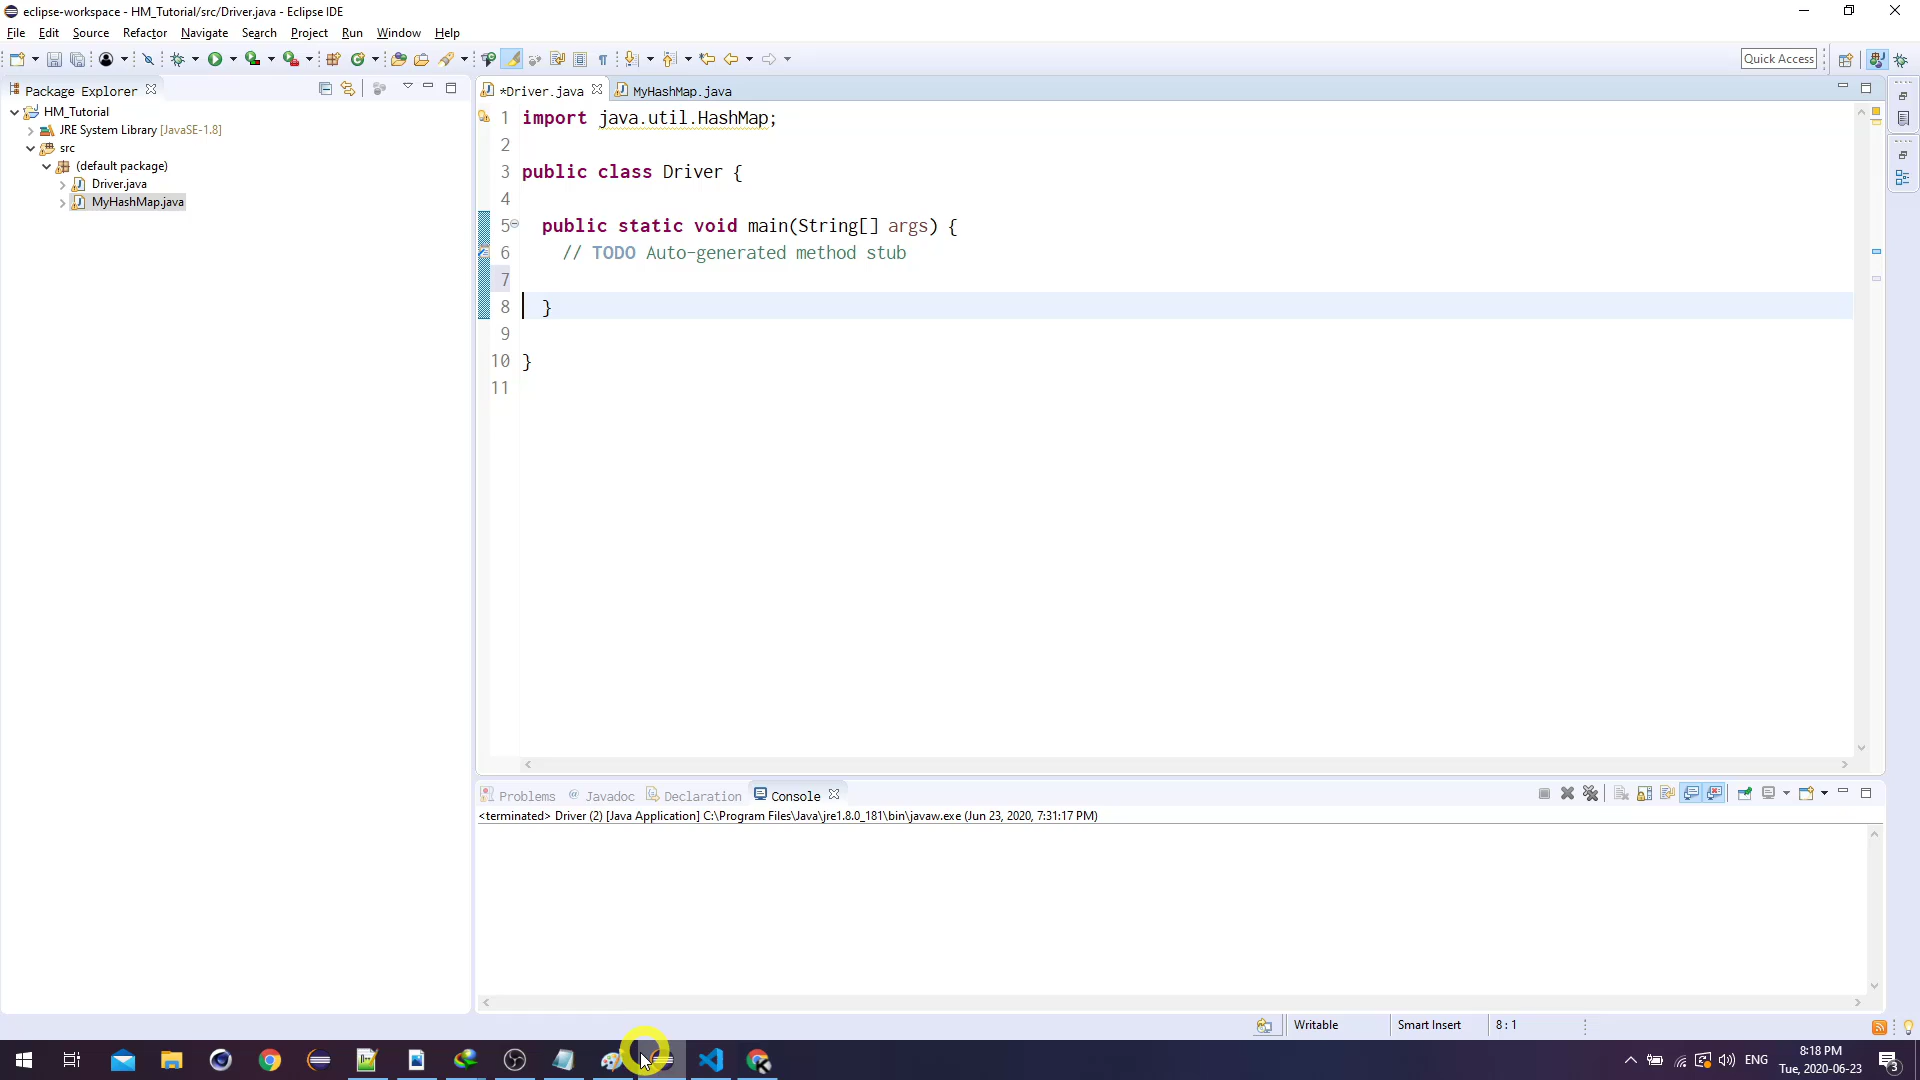 eclipse-workspace - HM_Tutorial/src/Driver.java - Eclipse IDE
File Edit Source Refactor Navigate Search Project Run Window Help
Quick Access
Package Explorer
HM_Tutorial
JRE System Library [JavaSE-1.8]
src
(default package)
Driver.java
MyHashMap.java
*Driver.java MyHashMap.java
1 import java.util.HashMap;
2
3 public class Driver {
4
5 public static void main(String[] args) {
6 // TODO Auto-generated method stub
7
8 }
9
10 }
11
Problems @ Javadoc Declaration Console
<terminated> Driver (2) [Java Application] C:\Program Files\Java\jre1.8.0_181\bin\javaw.exe (Jun 23, 2020, 7:31:17 PM)
Writable Smart Insert 8 : 1
ENG
8:18 PM
Tue, 2020-06-23
3